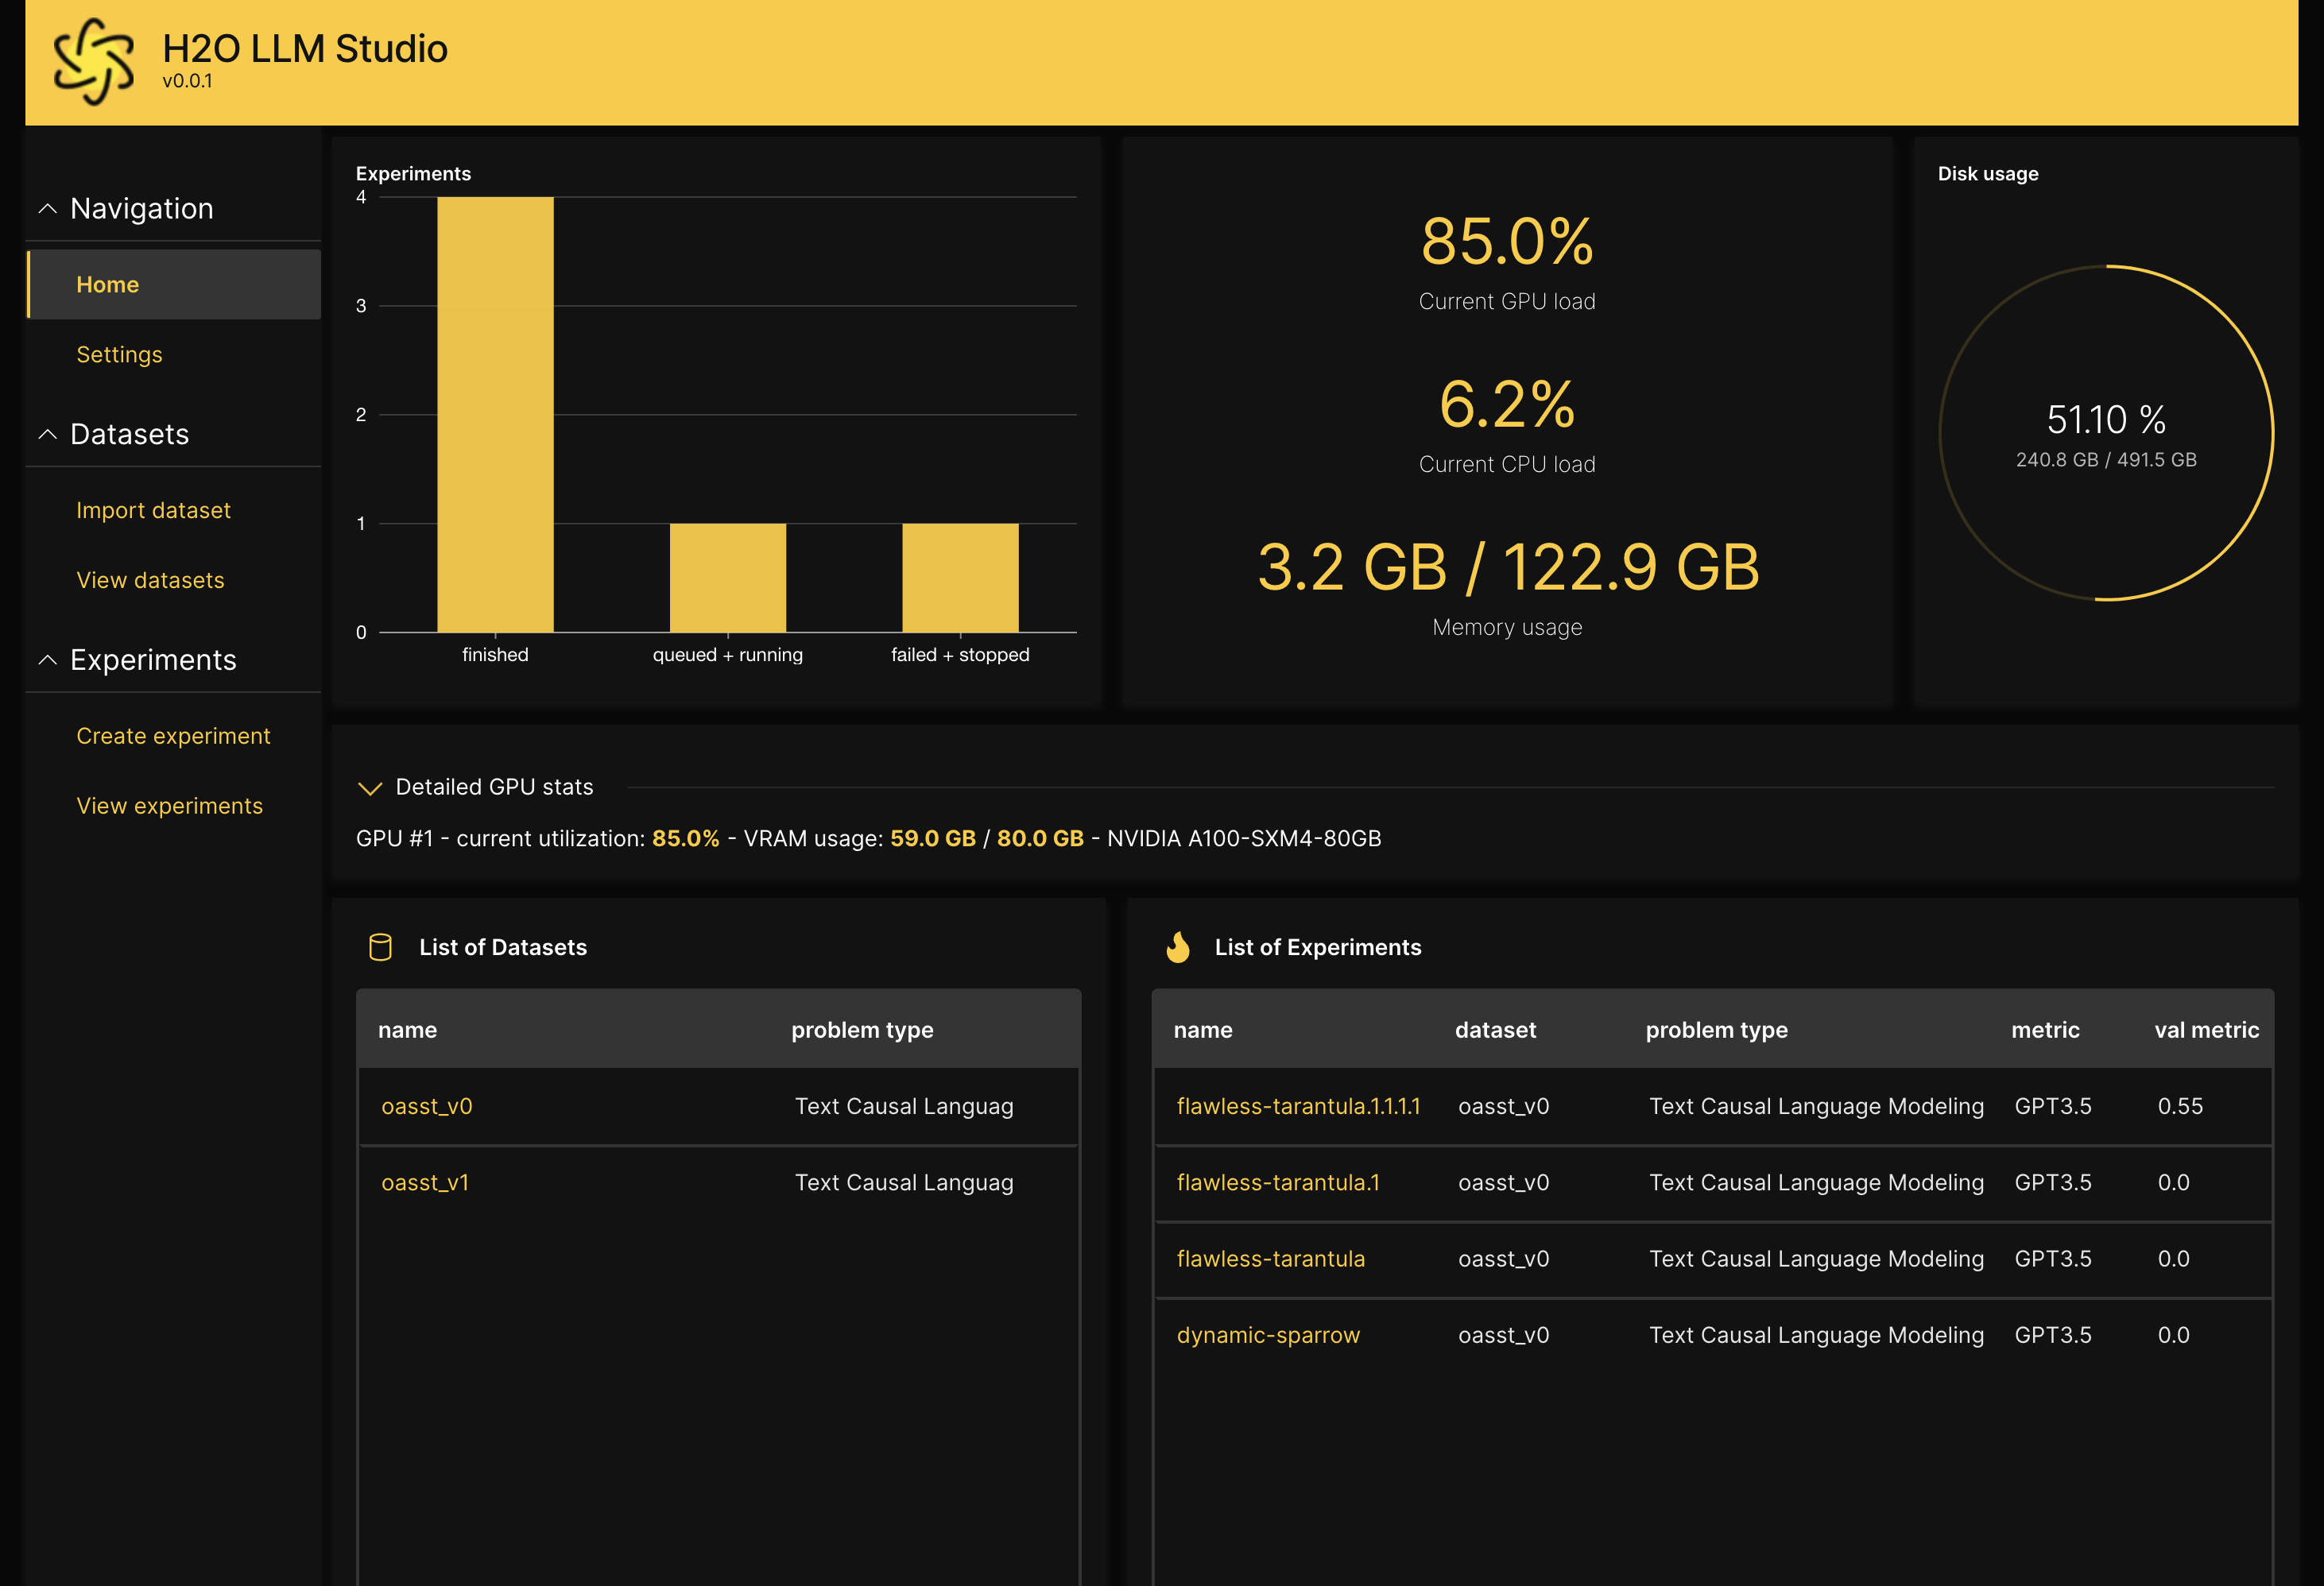 H2O LLM Studio
v0.0.1
Navigation
Home
Settings
Datasets
Import dataset
View datasets
Experiments
Create experiment
View experiments
Experiments
4
3
2
1
0
finished queued + running failed + stopped
85.0%
Current GPU load
6.2%
Current CPU load
3.2 GB / 122.9 GB
Memory usage
Disk usage
51.10 %
240.8 GB / 491.5 GB
Detailed GPU stats
GPU #1 - current utilization: 85.0% - VRAM usage: 59.0 GB / 80.0 GB - NVIDIA A100-SXM4-80GB
List of Datasets
name problem type
oasst_v0 Text Causal Languag
oasst_v1 Text Causal Languag
List of Experiments
name dataset problem type metric val metric
flawless-tarantula.1.1.1.1 oasst_v0 Text Causal Language Modeling GPT3.5 0.55
flawless-tarantula.1 oasst_v0 Text Causal Language Modeling GPT3.5 0.0
flawless-tarantula oasst_v0 Text Causal Language Modeling GPT3.5 0.0
dynamic-sparrow oasst_v0 Text Causal Language Modeling GPT3.5 0.0